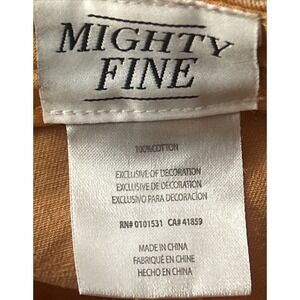 MIGHTY
FINE
100%COTTON
EXCLUSIVE OF DECORATION
EXCLUSIVE DE DECORATION
EXCLUSIVO PARA DECORACION
RN# 0101531 CA# 41859
MADE IN CHINA
FABRIQUÉ EN CHINE
HECHO EN CHINA